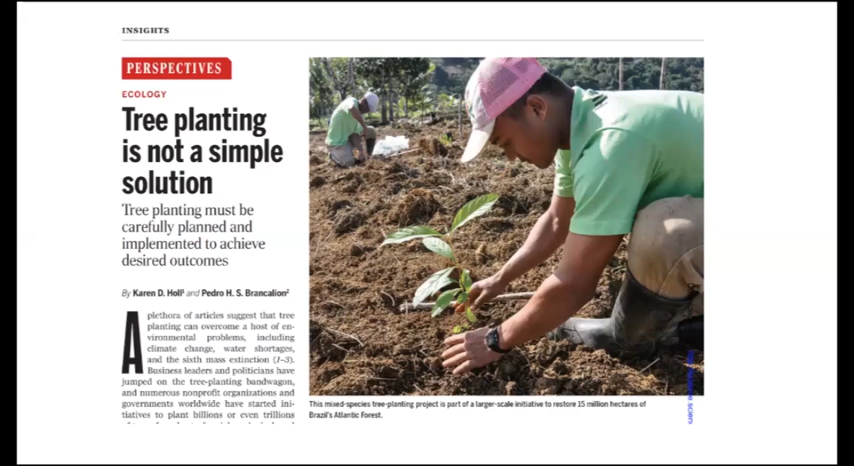 INSIGHTS
PERSPECTIVES
ECOLOGY
Tree planting
is not a simple
solution
Tree planting must be
carefully planned and
implemented to achieve
desired outcomes
By Karen D. Holl¹ and Pedro H. S. Brancalion²
A plethora of articles suggest that tree
planting can overcome a host of en-
vironmental problems, including
climate change, water shortages,
and the sixth mass extinction (1–3).
Business leaders and politicians have
jumped on the tree-planting bandwagon,
and numerous nonprofit organizations and
governments worldwide have started ini-
tiatives to plant billions or even trillions
This mixed-species tree-planting project is part of a larger-scale initiative to restore 15 million hectares of
Brazil's Atlantic Forest.